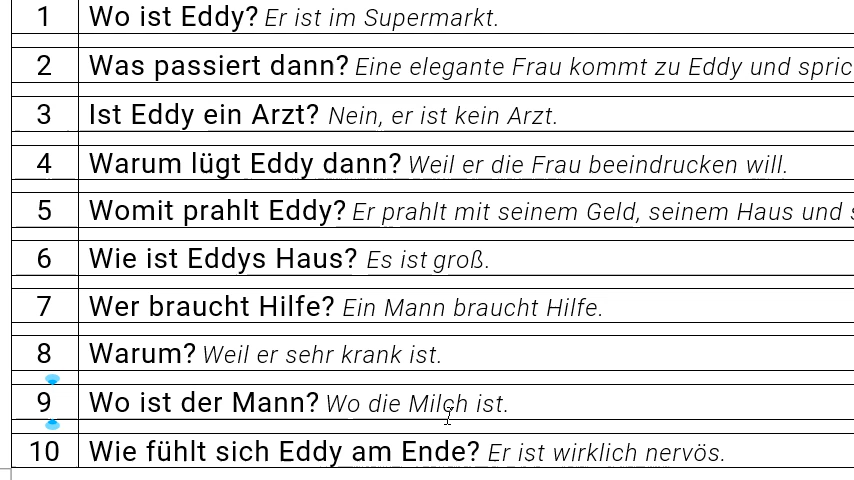 1 Wo ist Eddy? Er ist im Supermarkt.
2 Was passiert dann? Eine elegante Frau kommt zu Eddy und spric
3 Ist Eddy ein Arzt? Nein, er ist kein Arzt.
4 Warum lügt Eddy dann? Weil er die Frau beeindrucken will.
5 Womit prahlt Eddy? Er prahlt mit seinem Geld, seinem Haus und s
6 Wie ist Eddys Haus? Es ist groß.
7 Wer braucht Hilfe? Ein Mann braucht Hilfe.
8 Warum? Weil er sehr krank ist.
9 Wo ist der Mann? Wo die Milch ist.
10 Wie fühlt sich Eddy am Ende? Er ist wirklich nervös.